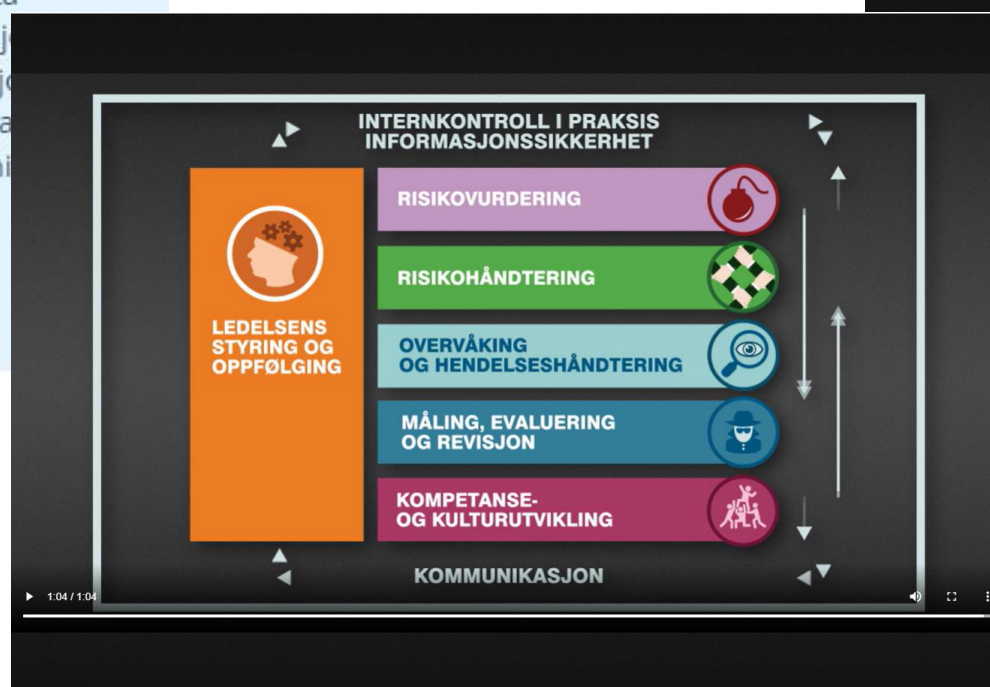 INTERNKONTROLL I PRAKSIS
INFORMASJONSSIKKERHET
LEDELSENS
STYRING OG
OPPFØLGING
RISIKOVURDERING
RISIKOHÅNDTERING
OVERVÅKING
OG HENDELSESHÅNDTERING
MÅLING, EVALUERING
OG REVISJON
KOMPETANSE-
OG KULTURUTVIKLING
KOMMUNIKASJON
1:04 / 1:04